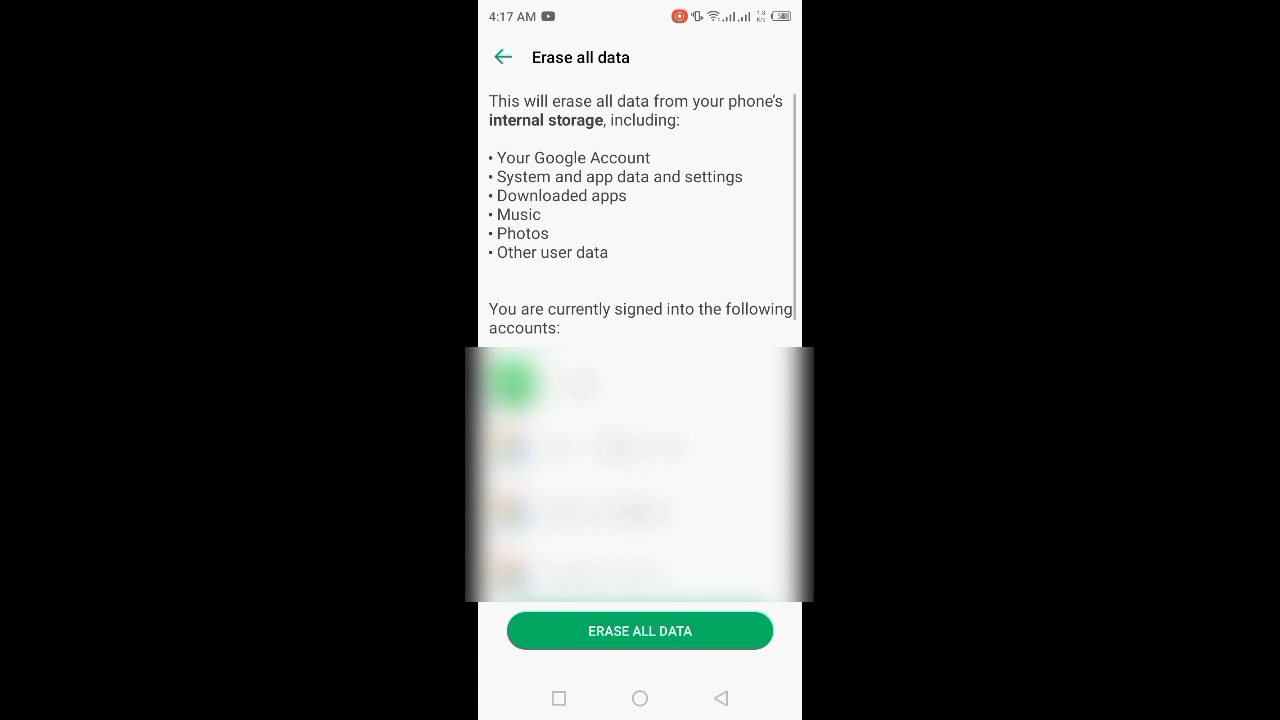 4:17 AM
Erase all data
This will erase all data from your phone's
internal storage, including:
• Your Google Account
• System and app data and settings
• Downloaded apps
• Music
• Photos
• Other user data
You are currently signed into the following
accounts:
ERASE ALL DATA